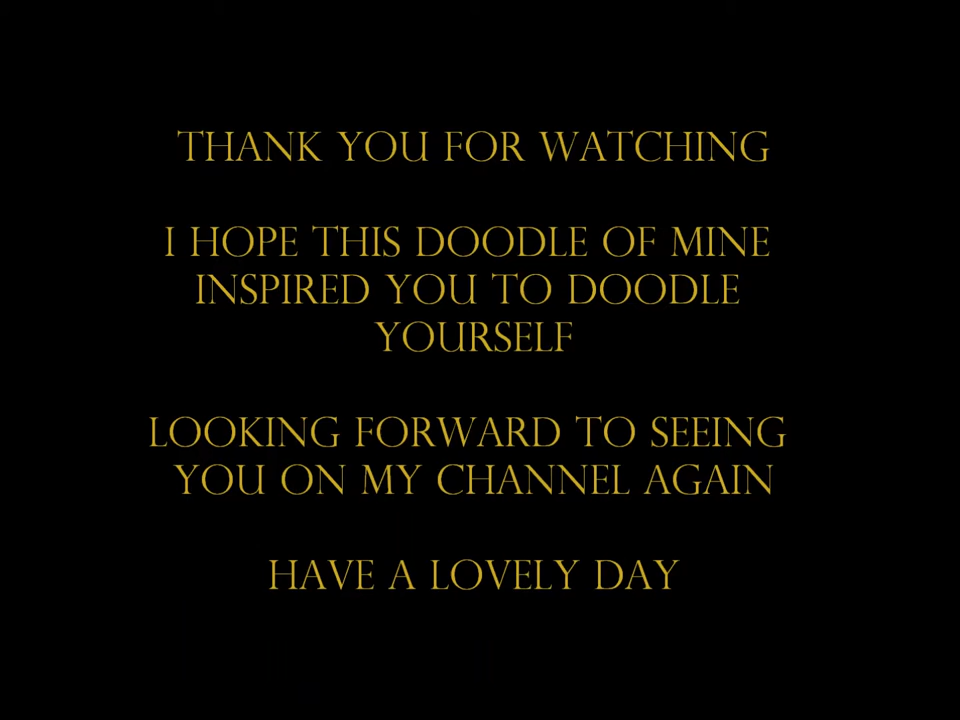 THANK YOU FOR WATCHING
I HOPE THIS DOODLE OF MINE
INSPIRED YOU TO DOODLE
YOURSELF
LOOKING FORWARD TO SEEING
YOU ON MY CHANNEL AGAIN
HAVE A LOVELY DAY